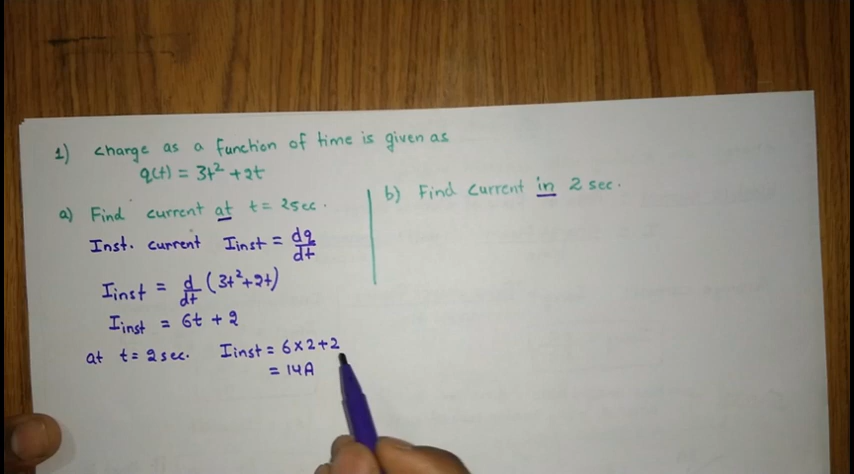 1) Charge as a function of time is given as
q(t) = 3t² + 2t
a) Find current at t = 2sec.
Inst. current Iinst = dq/dt
Iinst = d/dt (3t²+2t)
Iinst = 6t + 2
at t = 2 sec. Iinst = 6×2+2
= 14A
b) Find current in 2 sec.